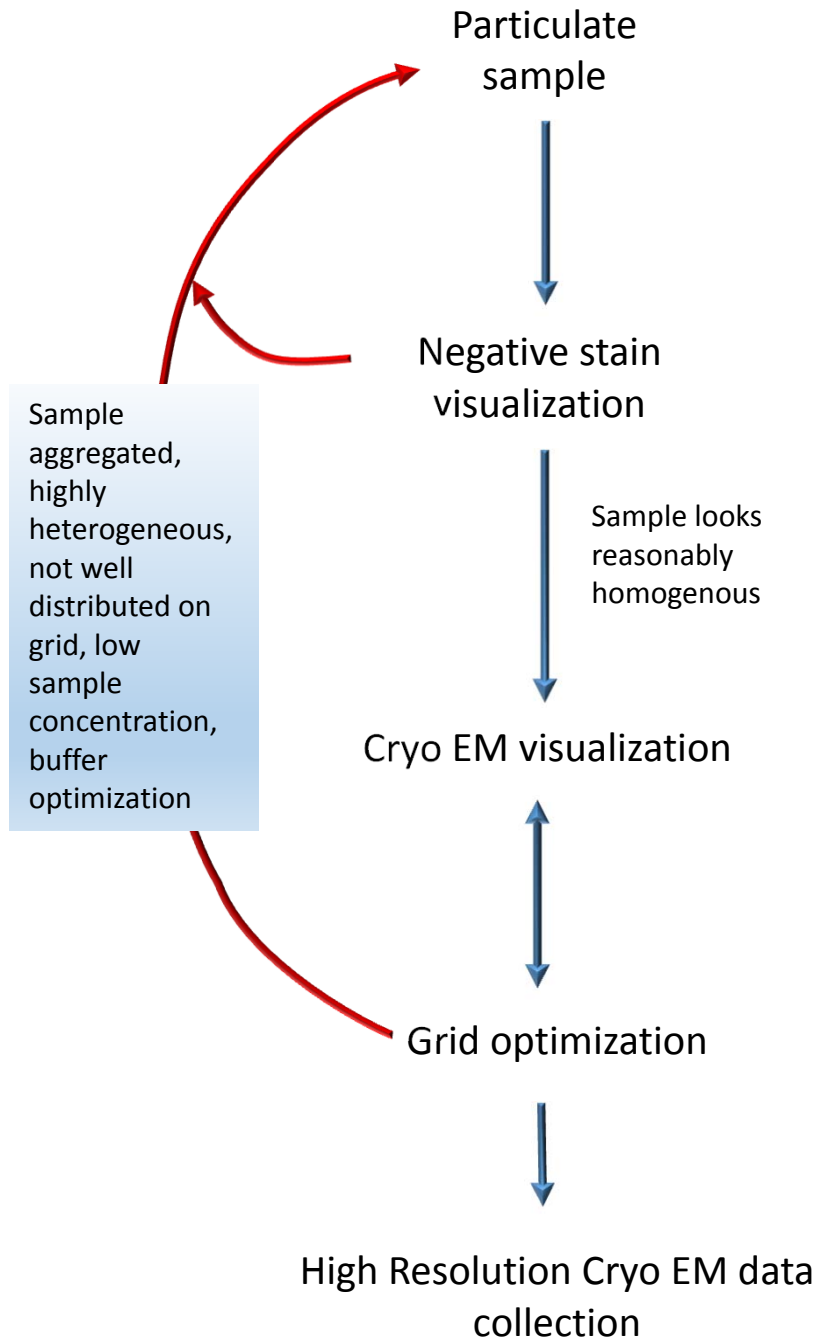 Particulate
sample
Negative stain
visualization
Sample
aggregated,
highly
heterogeneous,
not well
distributed on
grid, low
sample
concentration,
buffer
optimization
Sample looks
reasonably
homogenous
Cryo EM visualization
Grid optimization
High Resolution Cryo EM data
collection